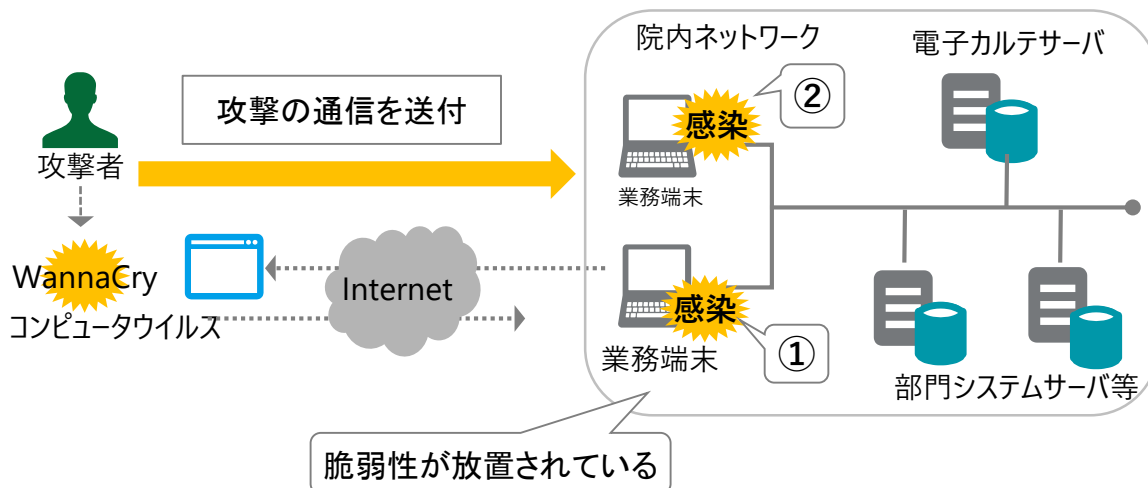 院内ネットワーク
電子カルテサーバ
攻撃の通信を送付
②
感染
攻撃者
業務端末
WannaCry
コンピュータウイルス
Internet
感染
①
業務端末
部門システムサーバ等
脆弱性が放置されている